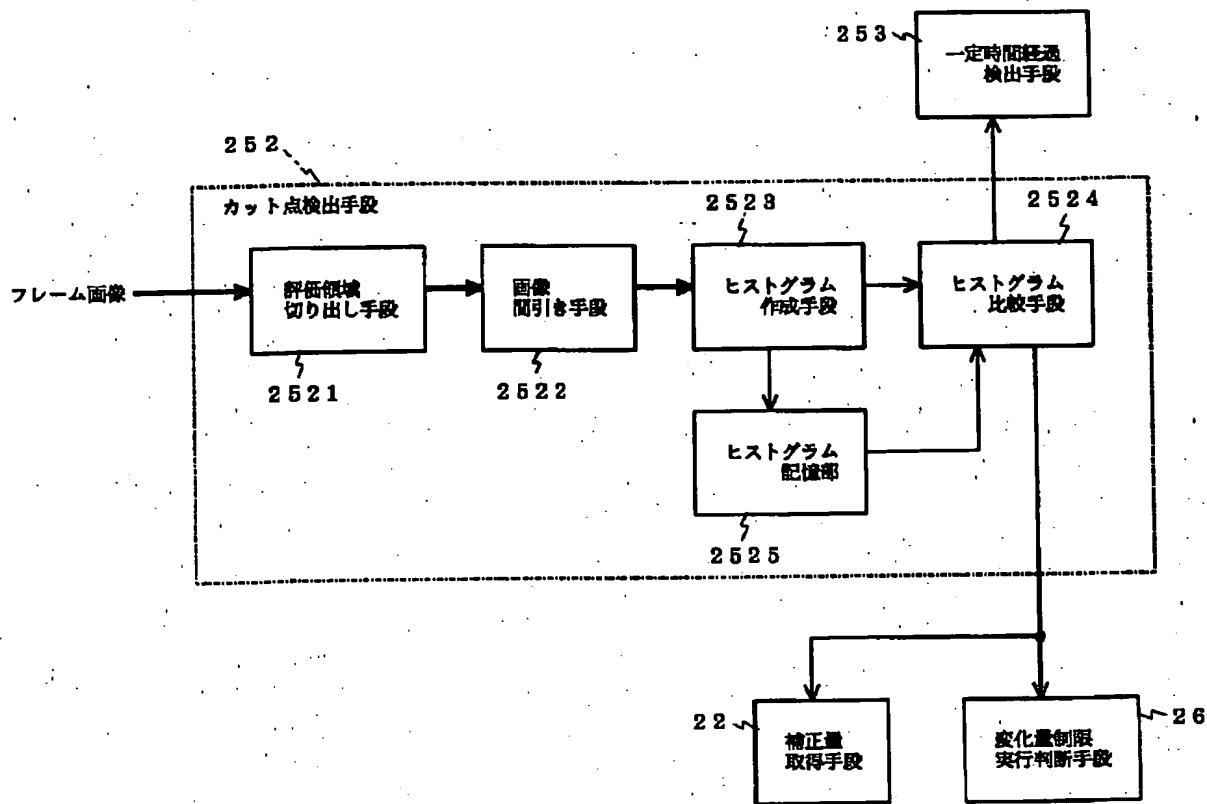 253
一定時間経過
検出手段
252
カット点検出手段
2523
2524
フレーム画像
評価領域
切り出し手段
画像
間引き手段
ヒストグラム
作成手段
ヒストグラム
比較手段
2521
2522
ヒストグラム
記憶部
2525
22
補正量
取得手段
変化量制限
実行判断手段
26